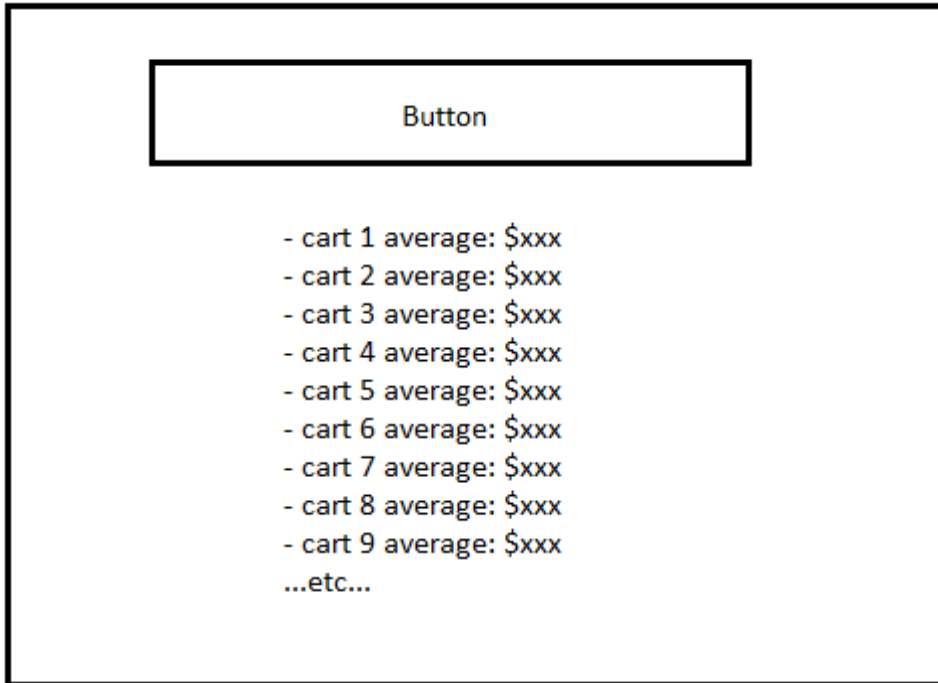 Button
- cart 1 average: $xxx
- cart 2 average: $xxx
- cart 3 average: $xxx
- cart 4 average: $xxx
- cart 5 average: $xxx
- cart 6 average: $xxx
- cart 7 average: $xxx
- cart 8 average: $xxx
- cart 9 average: $xxx
...etc...